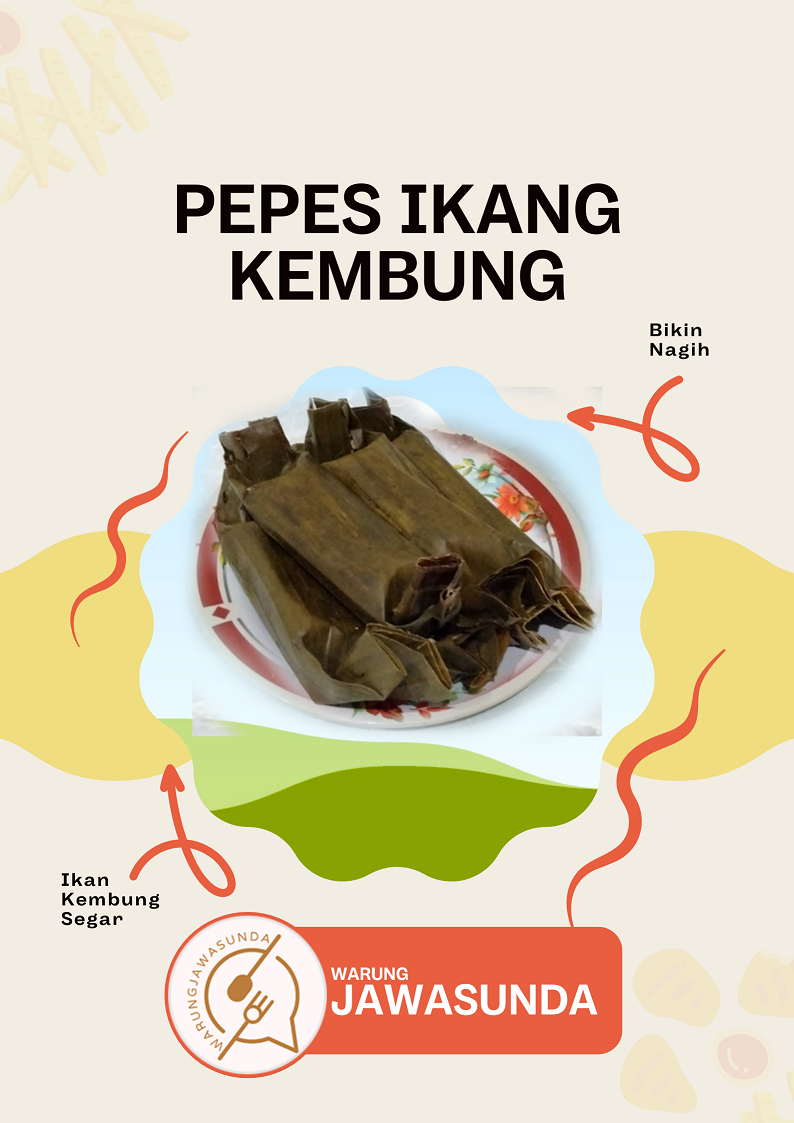 PEPES IKANG
KEMBUNG
Bikin
Nagih
Ikan
Kembung
Segar
WARUNGJAWASUNDA
WARUNG
JAWASUNDA